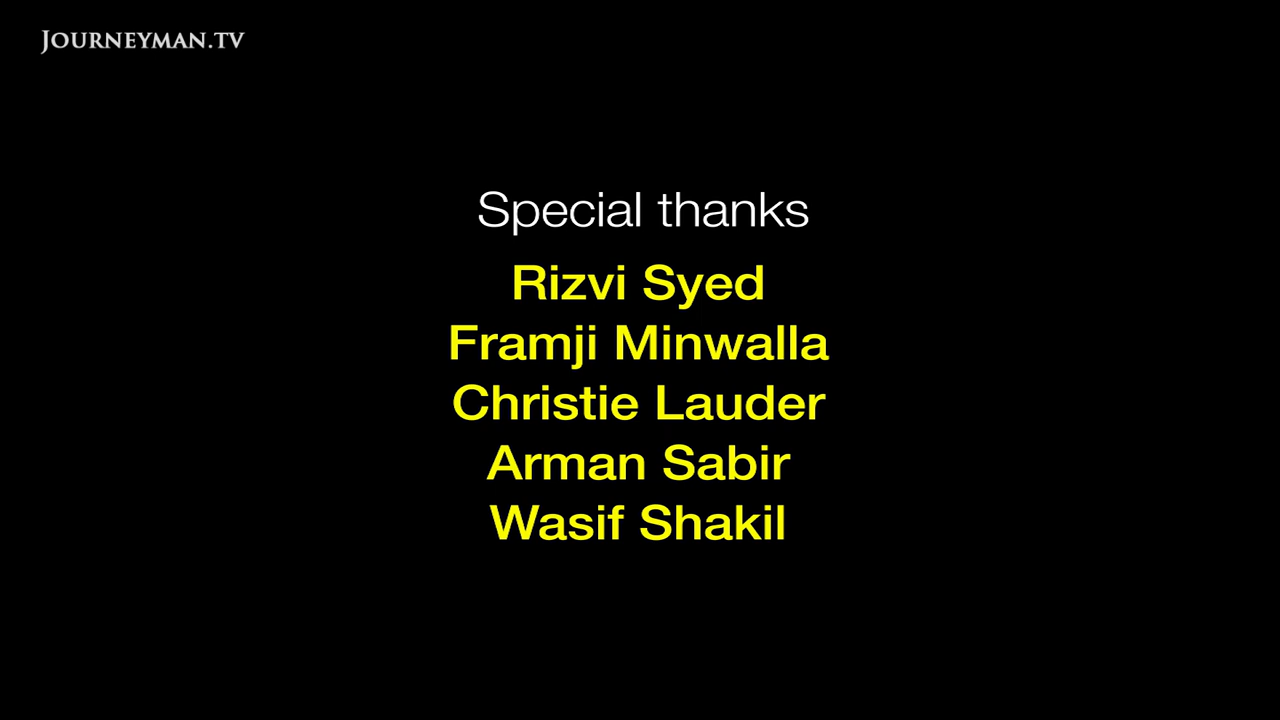 JOURNEYMAN.TV
Special thanks
Rizvi Syed
Framji Minwalla
Christie Lauder
Arman Sabir
Wasif Shakil